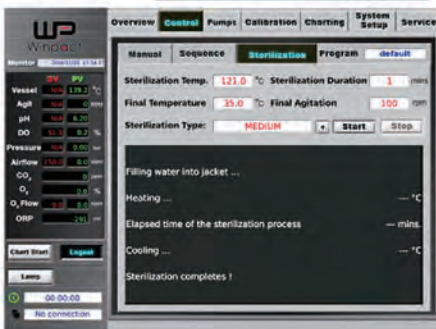 WP
Winpact
Monitor
Overview Control Pumps Calibration Charting System Setup Service
Manual Sequence Sterilization Program default
Sterilization Temp. 121.0 °C Sterilization Duration 1 mins
Final Temperature 35.0 °C Final Agitation 100 rpm
Sterilization Type: MEDIUM Start Stop
Filling water into jacket ...
Heating ... --- °C
Elapsed time of the sterilization process --- mins.
Cooling ... --- °C
Sterilization completes !
SV PV
Vessel N/A 139.2 °C
Agit N/A 0 rpm
pH N/A 6.20
DO 0.2 %
Pressure N/A 0.00 bar
Airflow 0.0
CO₂ 0
O₂ 0.0 %
O₂ Flow 0.0 0.0
ORP -291 mV
Chart Start Logout
Lamp
00:00:00
No connection